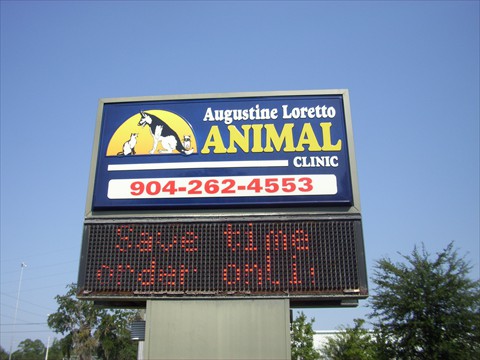 Augustine Loretto
ANIMAL
CLINIC
904-262-4553
Save time
order onli